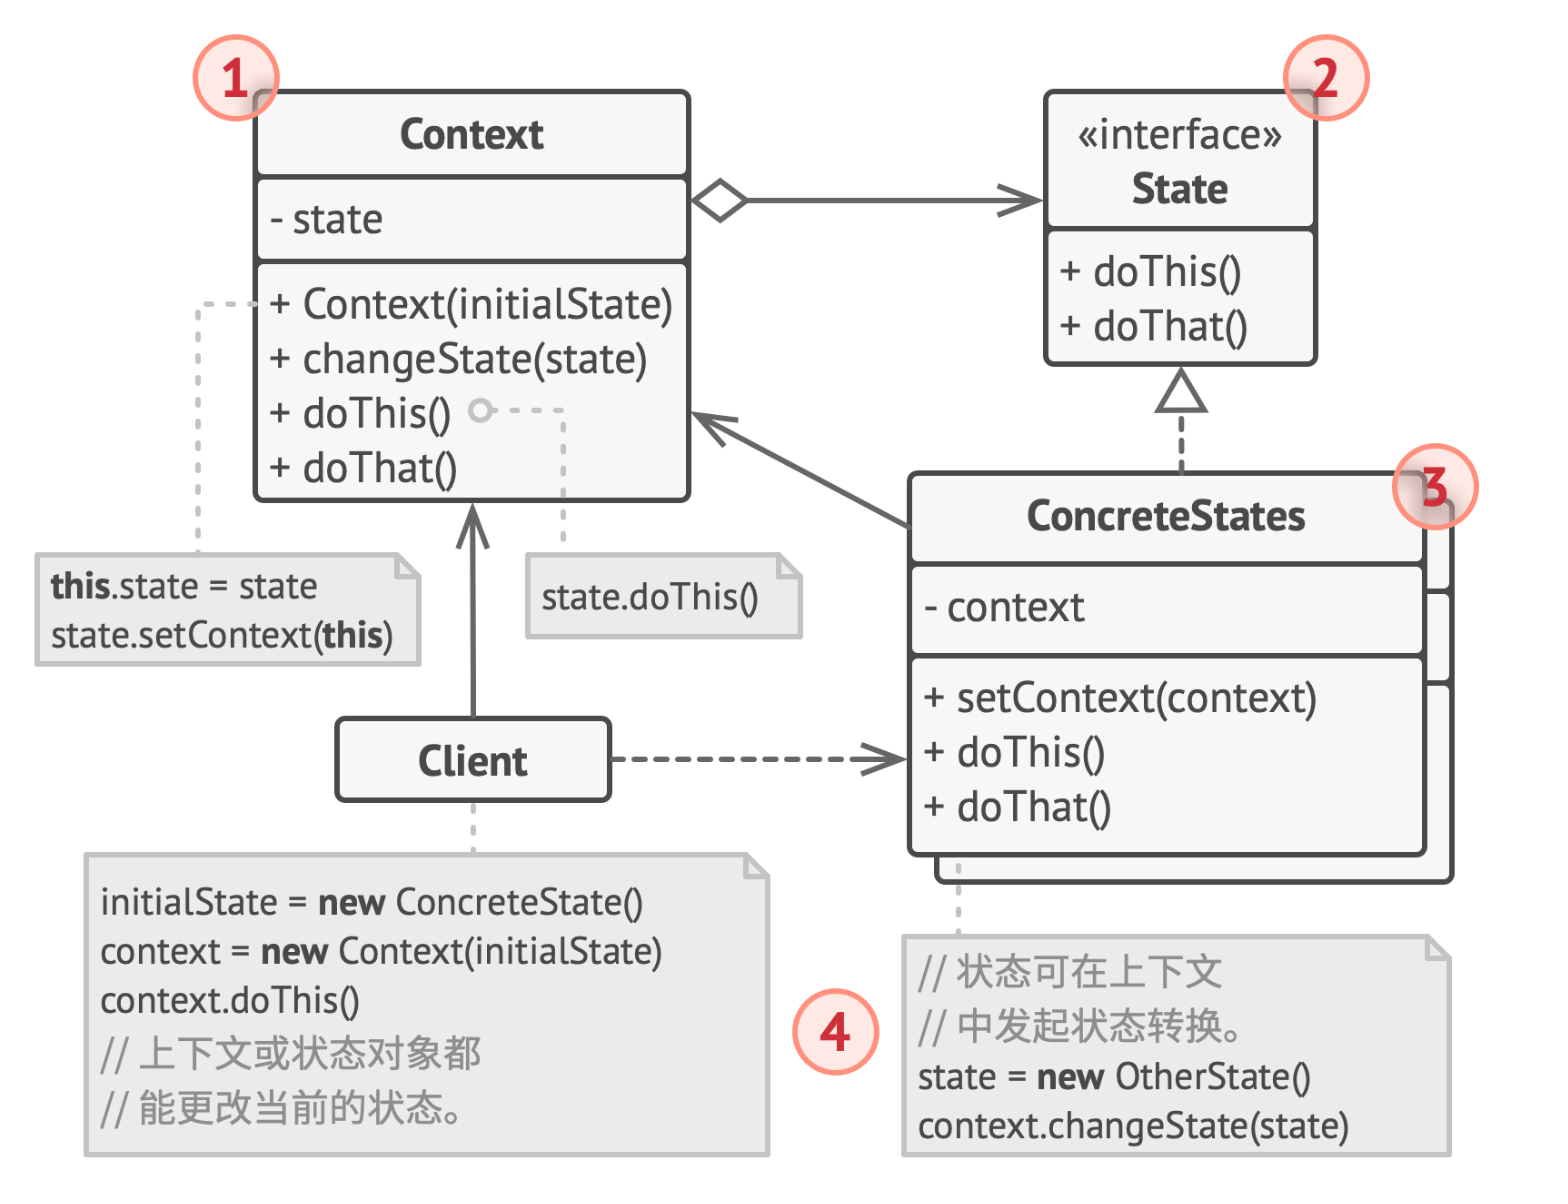 1
Context
- state
+ Context(initialState)
+ changeState(state)
+ doThis()
+ doThat()
2
«interface»
State
+ doThis()
+ doThat()
3
ConcreteStates
- context
+ setContext(context)
+ doThis()
+ doThat()
this.state = state
state.setContext(this)
state.doThis()
Client
initialState = new ConcreteState()
context = new Context(initialState)
context.doThis()
// 上下文或状态对象都
// 能更改当前的状态。
4
// 状态可在上下文
// 中发起状态转换。
state = new OtherState()
context.changeState(state)